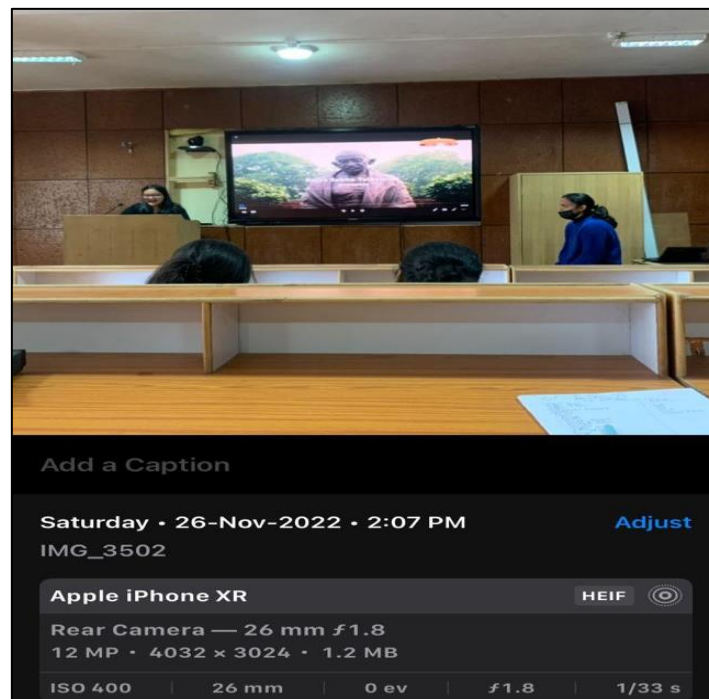 Add a Caption
Saturday • 26-Nov-2022 • 2:07 PM
Adjust
IMG_3502
Apple iPhone XR
HEIF
Rear Camera — 26 mm ƒ1.8
12 MP • 4032 × 3024 • 1.2 MB
ISO 400
26 mm
0 ev
ƒ1.8
1/33 s